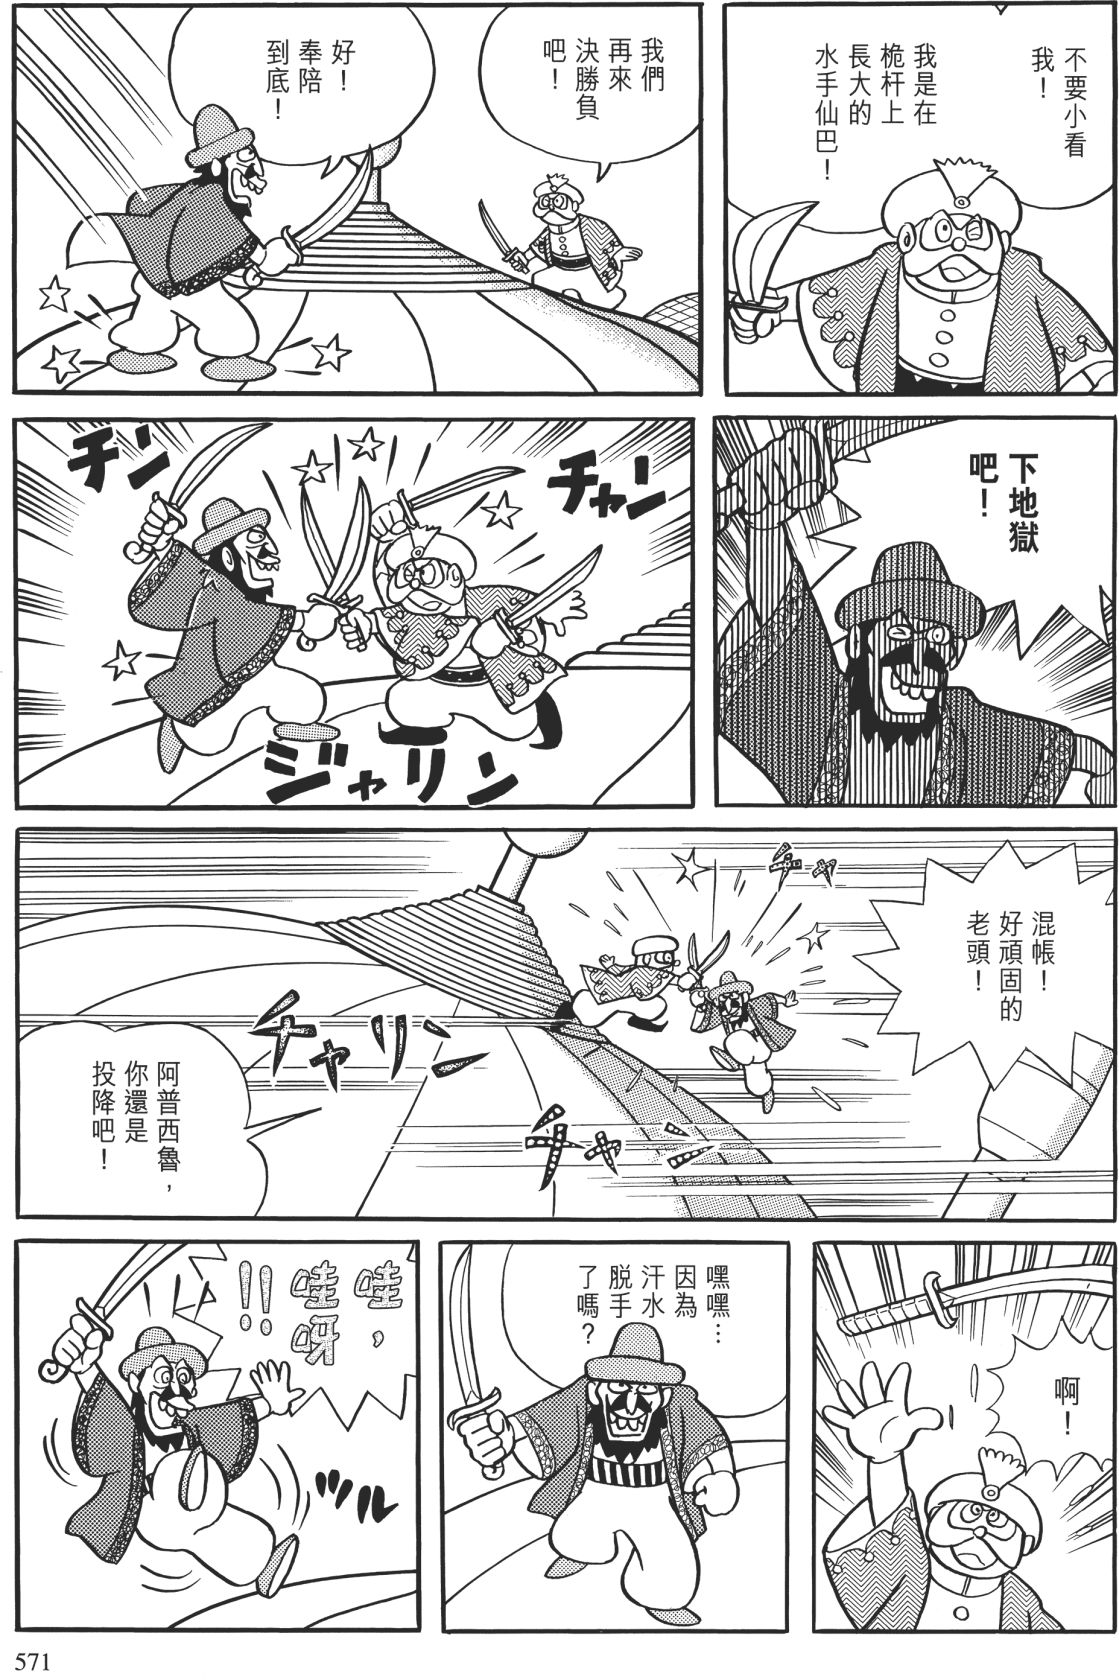 不要小看
我！
我是在
桅杆上
長大的
水手仙巴！
我們
再來
決勝負
吧！
好！
奉陪
到底！
下地獄
吧！
チャン
チン
ジャリン
混帳！
好頑固的
老頭！
チャ
チャリン
チャン
阿普西魯，
你還是
投降吧！
啊！
嘿嘿…
因為
汗水
脫手
了嗎？
哇，
哇呀
!!
ツル
571